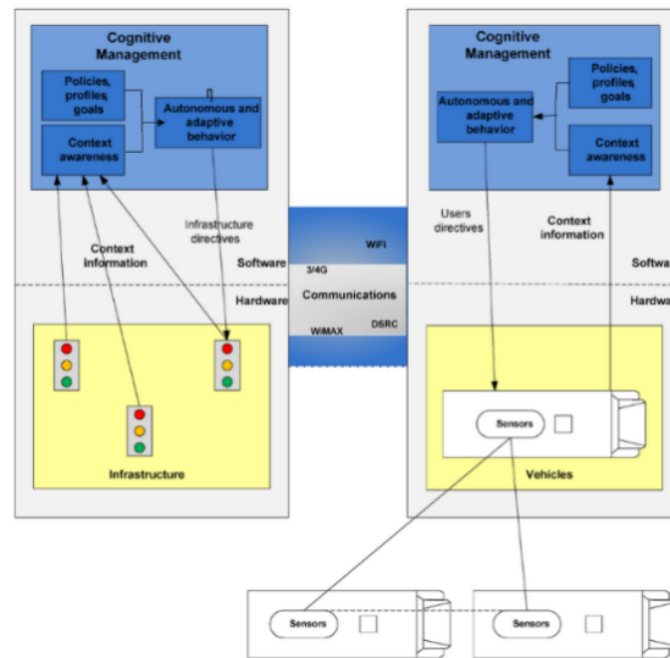 Cognitive
Management
Policies,
profiles,
goals
Autonomous and
adaptive
behavior
Context
awareness
Infrastructure
directives
Context
information
Software
Hardware
Infrastructure
WiFi
3/4G
Communications
DSRC
WiMAX
Cognitive
Management
Policies,
profiles,
goals
Autonomous and
adaptive
behavior
Context
awareness
Users
directives
Context
information
Softwa
Hardwa
Sensors
Vehicles
Sensors
Sensors